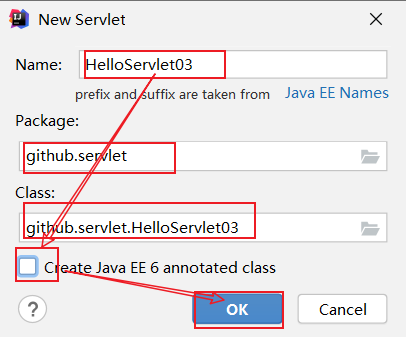 New Servlet
Name: HelloServlet03
prefix and suffix are taken from Java EE Names
Package:
github.servlet
Class:
github.servlet.HelloServlet03
Create Java EE 6 annotated class
? OK Cancel